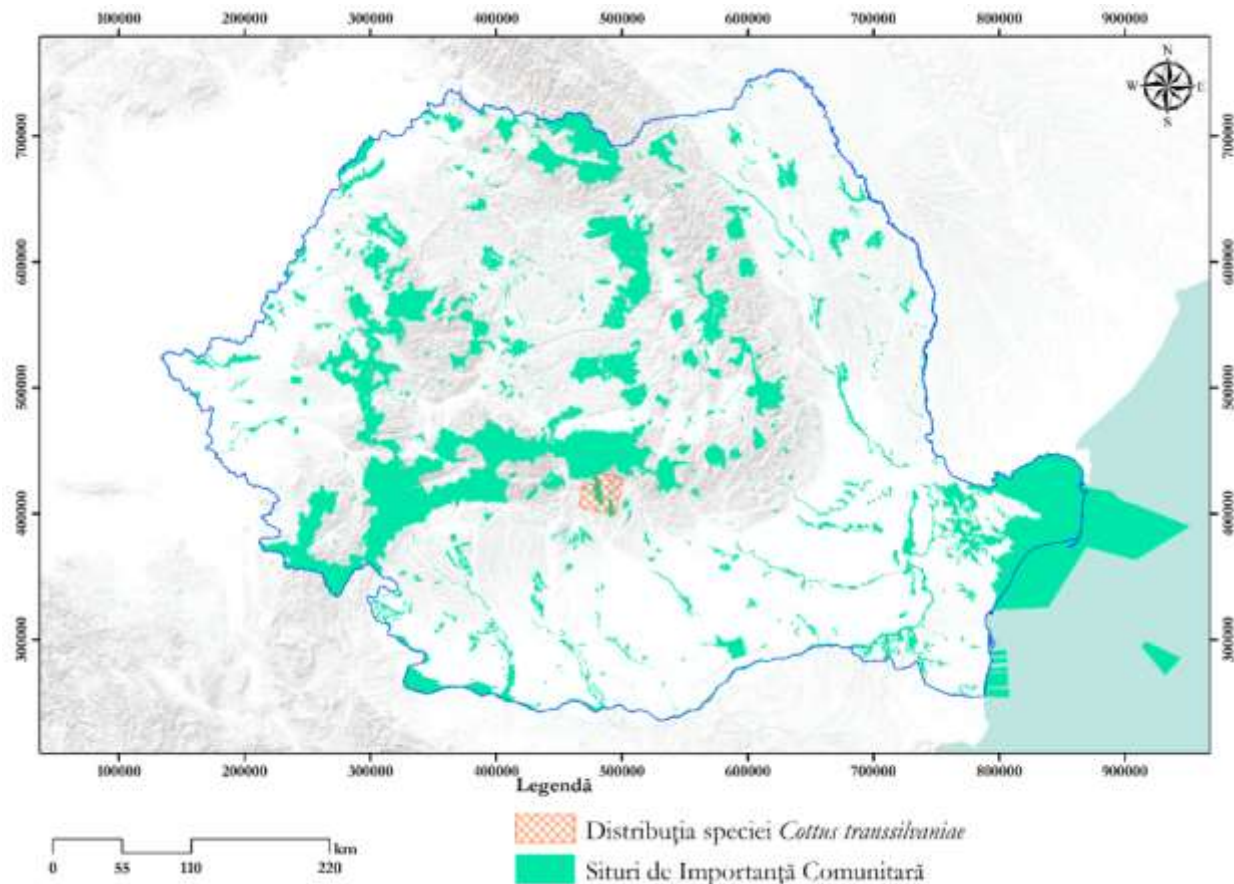 100000 200000 300000 400000 500000 600000 700000 800000 900000
N
W E
S
700000 700000
600000 600000
500000 500000
400000 400000
300000 300000
100000 200000 300000 400000 500000 600000 700000 800000 900000
Legendă
Distribuția speciei Cottus transsilvaniae
km
0 55 110 220
Situri de Importanță Comunitară